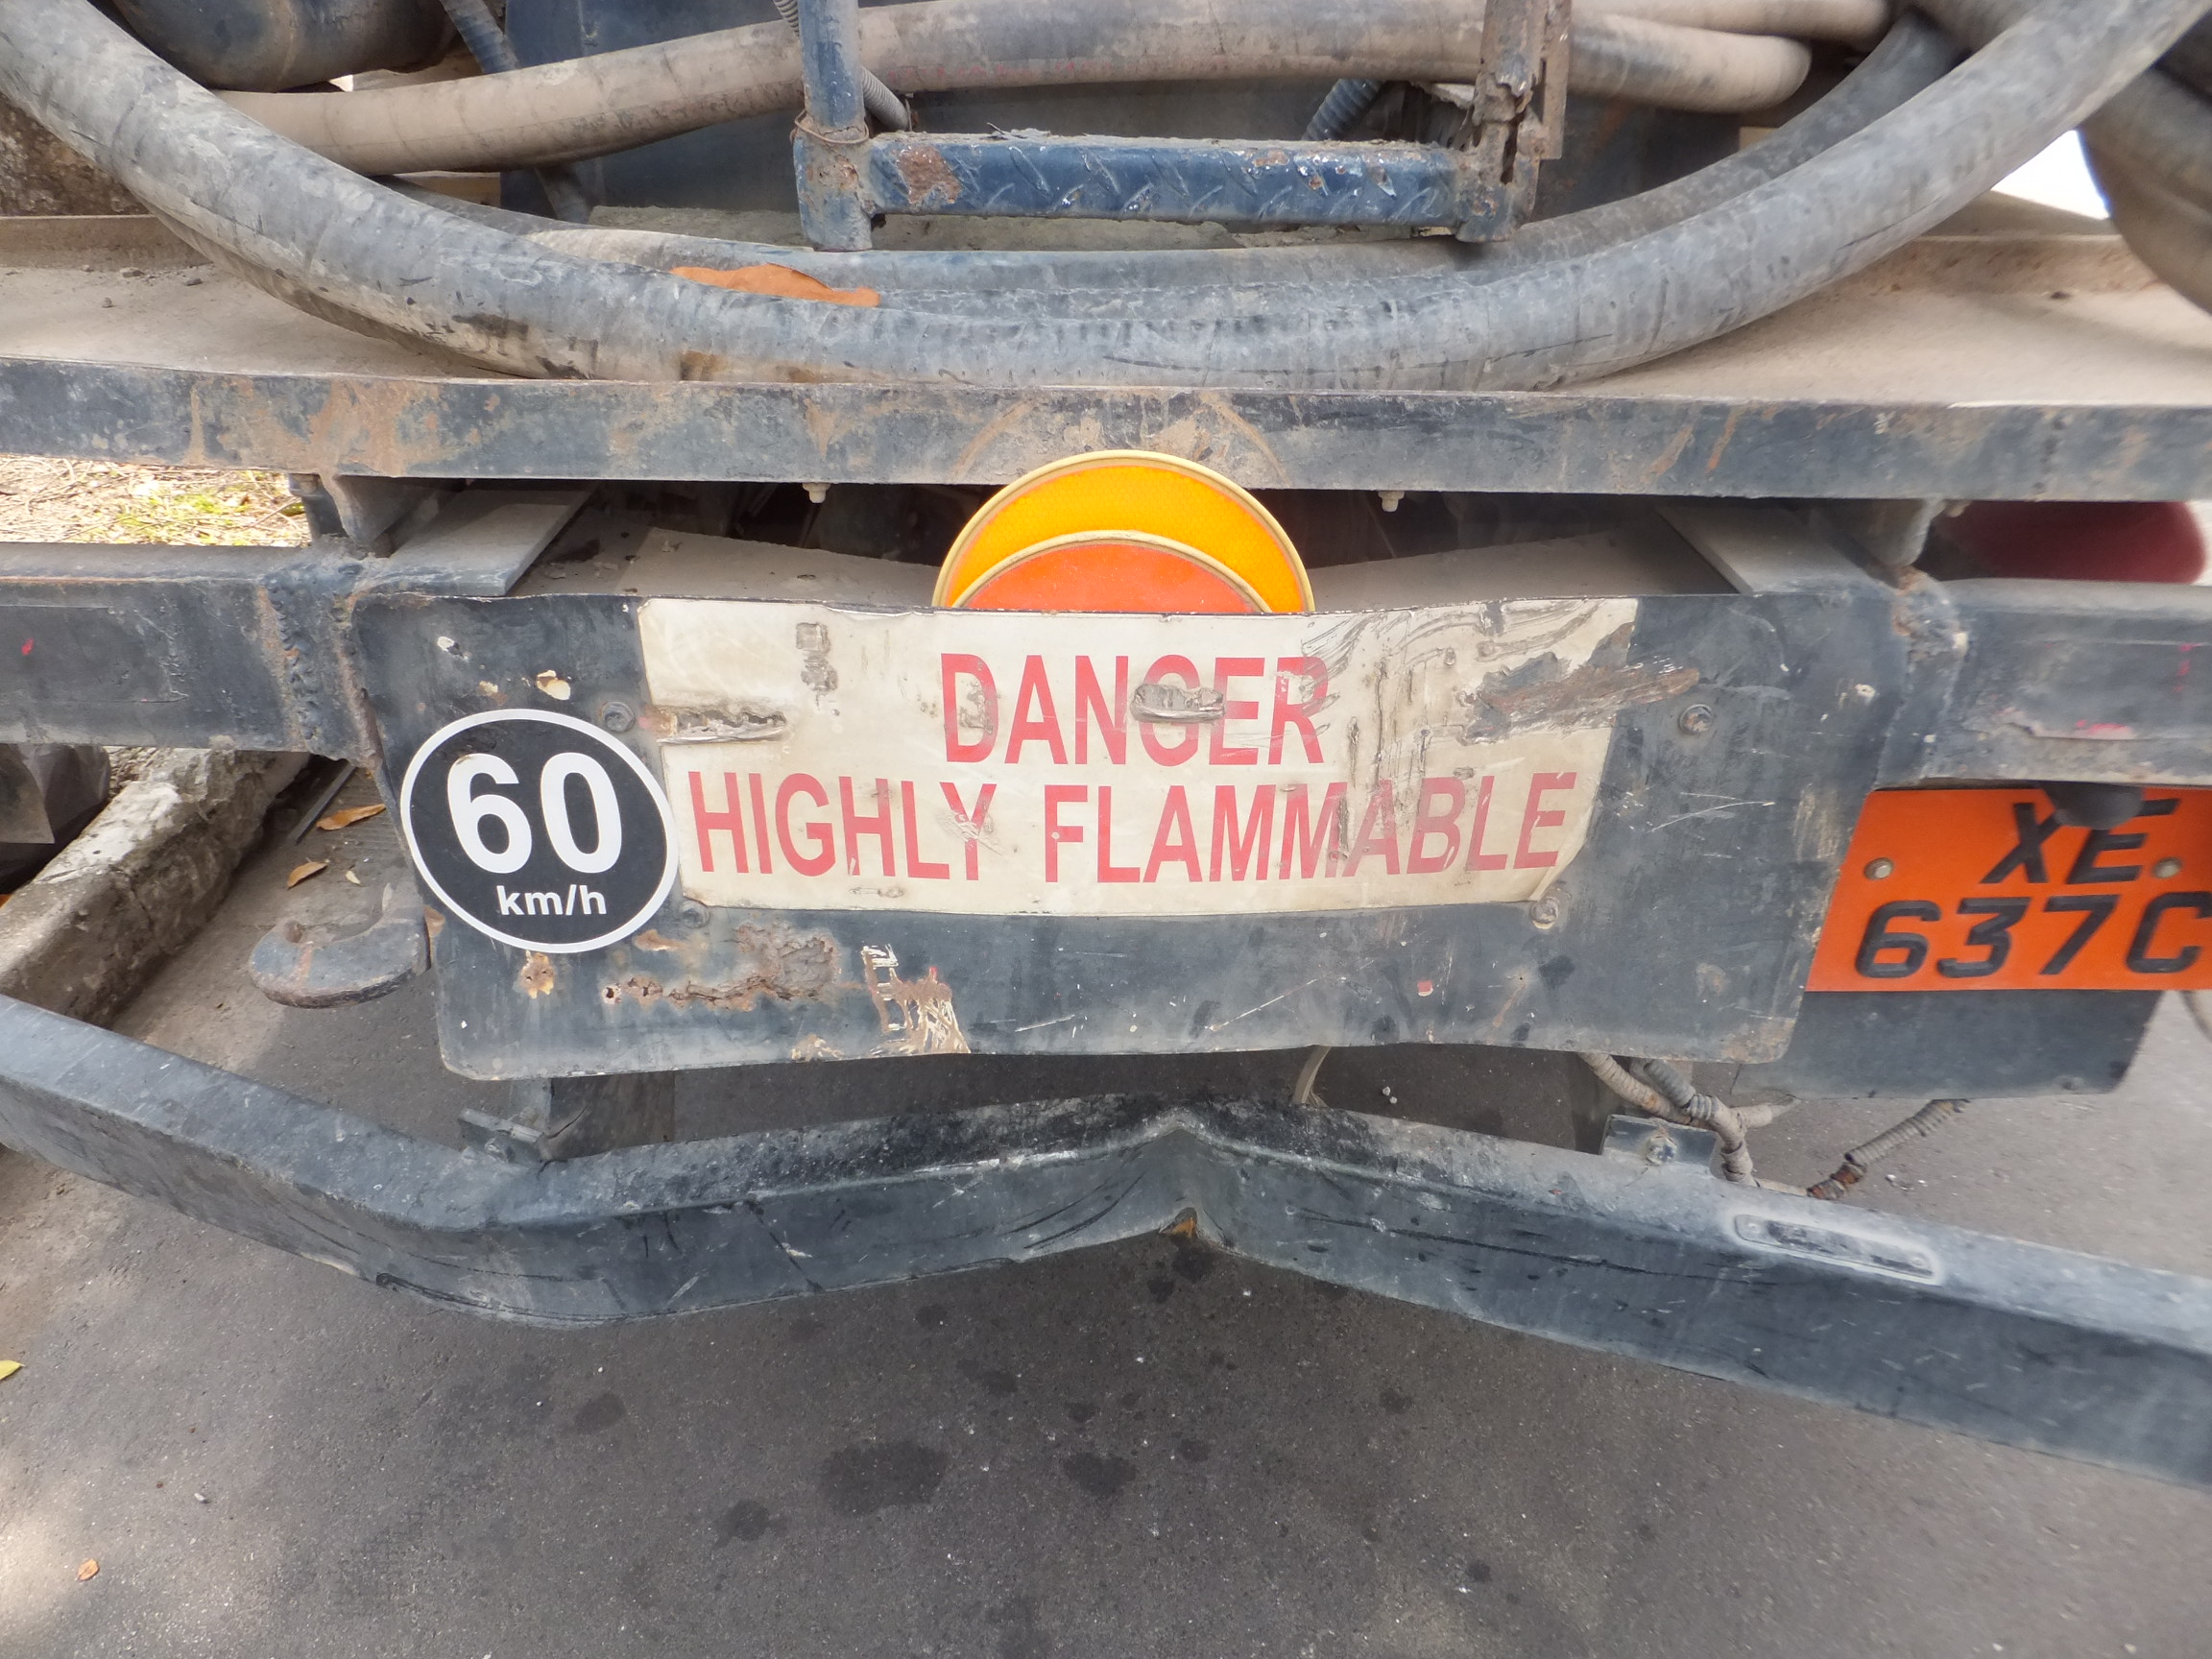 DANGER
HIGHLY FLAMMABLE
60
km/h
XE
637C